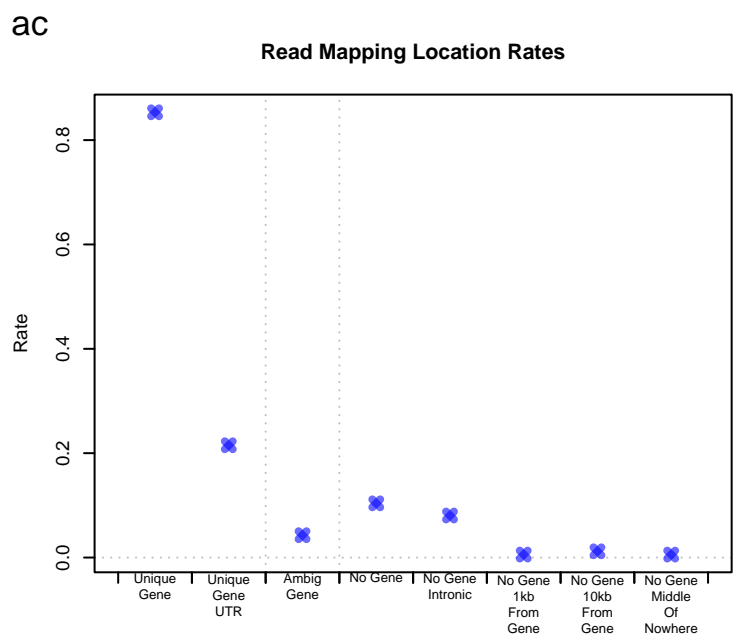 ac
Read Mapping Location Rates
Rate
0.8
0.6
0.4
0.2
0.0
Unique
Gene
Unique
Gene
UTR
Ambig
Gene
No Gene
No Gene
Intronic
No Gene
1kb
From
Gene
No Gene
10kb
From
Gene
No Gene
Middle
Of
Nowhere